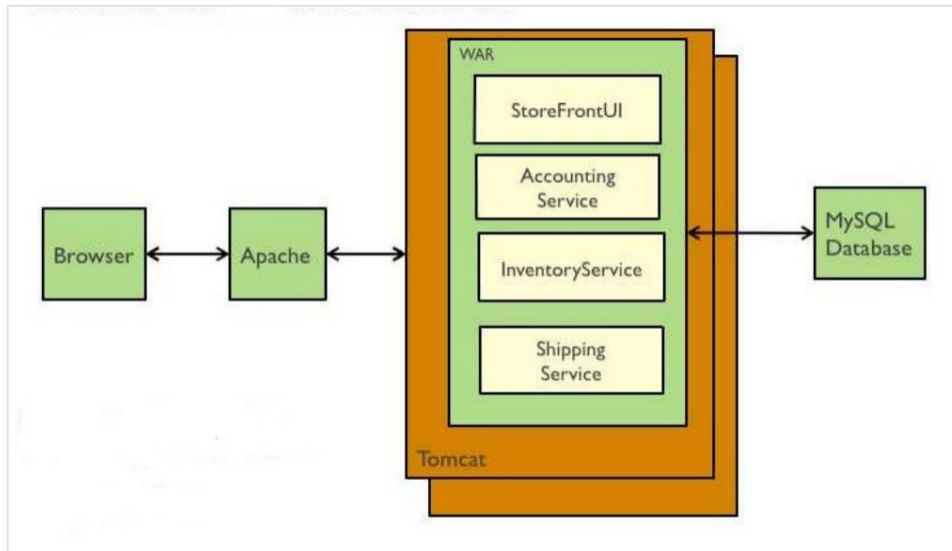 WAR
StoreFrontUI
Accounting
Service
InventoryService
Shipping
Service
Tomcat
Browser
Apache
MySQL
Database